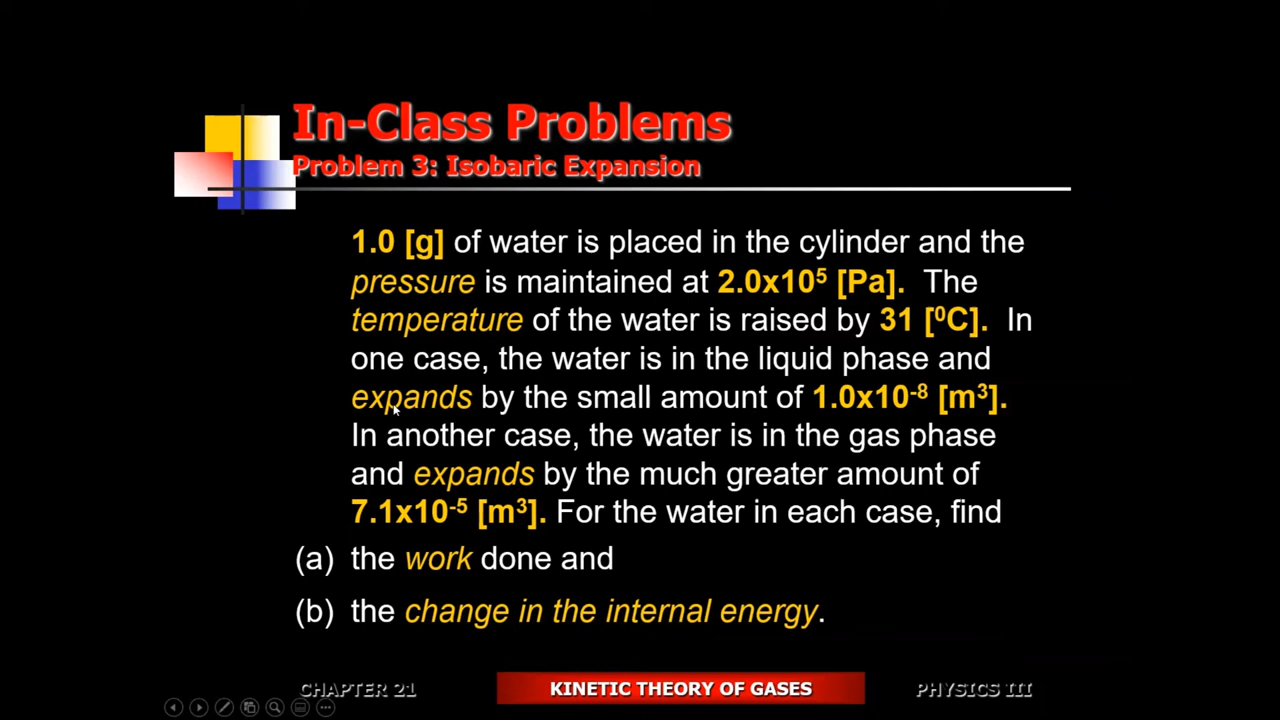 In-Class Problems
Problem 3: Isobaric Expansion
1.0 [g] of water is placed in the cylinder and the
pressure is maintained at 2.0x10⁵ [Pa]. The
temperature of the water is raised by 31 [⁰C]. In
one case, the water is in the liquid phase and
expands by the small amount of 1.0x10⁻⁸ [m³].
In another case, the water is in the gas phase
and expands by the much greater amount of
7.1x10⁻⁵ [m³]. For the water in each case, find
(a) the work done and
(b) the change in the internal energy.
CHAPTER 21 KINETIC THEORY OF GASES PHYSICS III